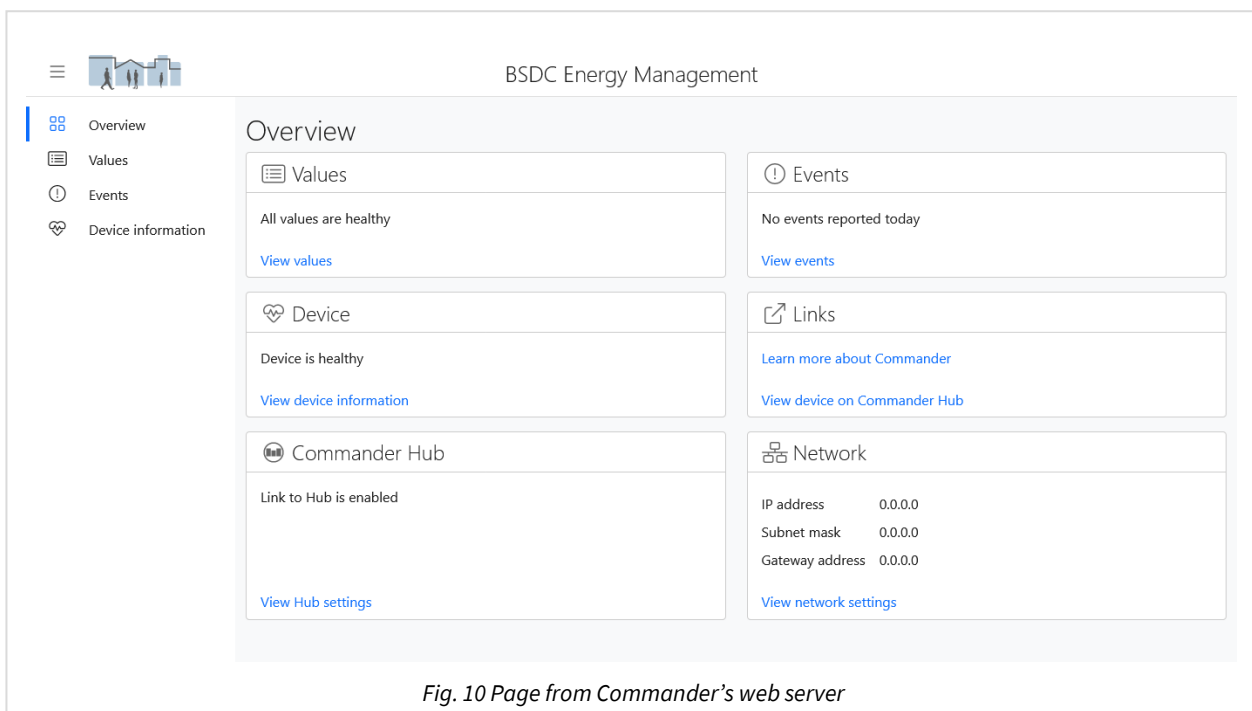 BSDC Energy Management
Overview
Values
Events
Device information
Overview
Values
All values are healthy
View values
Events
No events reported today
View events
Device
Device is healthy
View device information
Links
Learn more about Commander
View device on Commander Hub
Commander Hub
Link to Hub is enabled
View Hub settings
Network
IP address 0.0.0.0
Subnet mask 0.0.0.0
Gateway address 0.0.0.0
View network settings
Fig. 10 Page from Commander’s web server